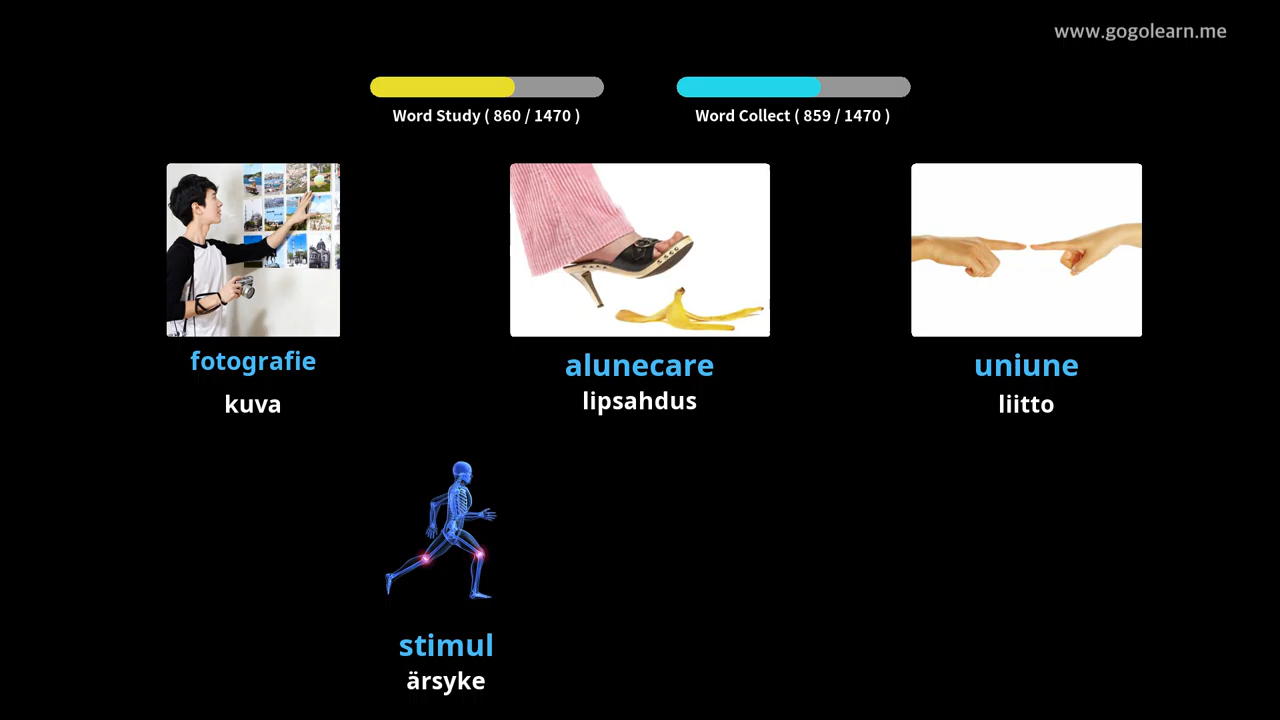 www.gogolearn.me
Word Study ( 860 / 1470 )
Word Collect ( 859 / 1470 )
fotografie
kuva
alunecare
lipsahdus
uniune
liitto
stimul
ärsyke